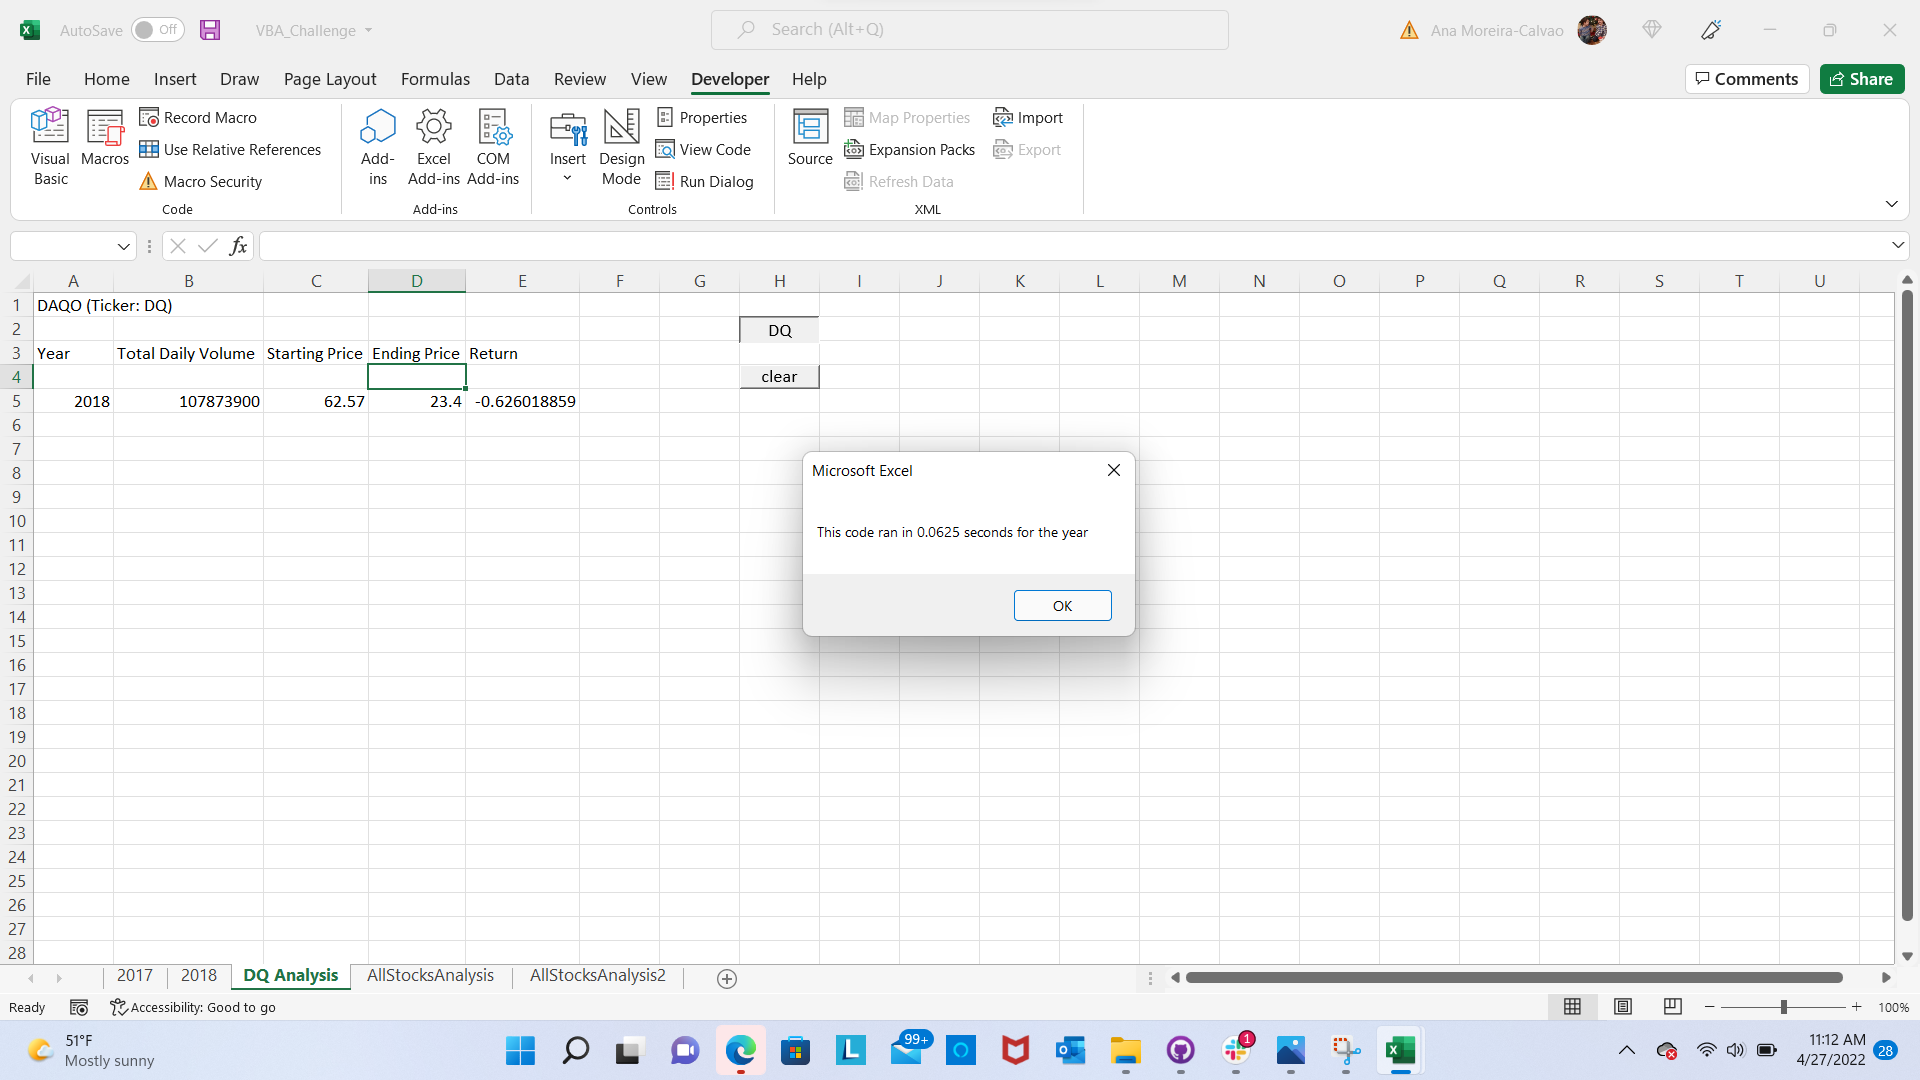 AutoSave Off VBA_Challenge Search (Alt+Q) Ana Moreira-Calvao
File Home Insert Draw Page Layout Formulas Data Review View Developer Help Comments Share
Visual Basic
Macros
Record Macro
Use Relative References
Macro Security
Code
Add-ins
Excel Add-ins
COM Add-ins
Add-ins
Insert
Design Mode
Properties
View Code
Run Dialog
Controls
Source
Map Properties
Expansion Packs
Refresh Data
Import
Export
XML
fx
A B C D E F G H I J K L M N O P Q R S T U
1 DAQO (Ticker: DQ)
2 DQ
3 Year Total Daily Volume Starting Price Ending Price Return
4 clear
5 2018 107873900 62.57 23.4 -0.626018859
6
7
8
9
10
11
12
13
14
15
16
17
18
19
20
21
22
23
24
25
26
27
28
Microsoft Excel
This code ran in 0.0625 seconds for the year
OK
2017 2018 DQ Analysis AllStocksAnalysis AllStocksAnalysis2
Ready Accessibility: Good to go 100%
51°F
Mostly sunny
L
99+
1
11:12 AM
4/27/2022
28